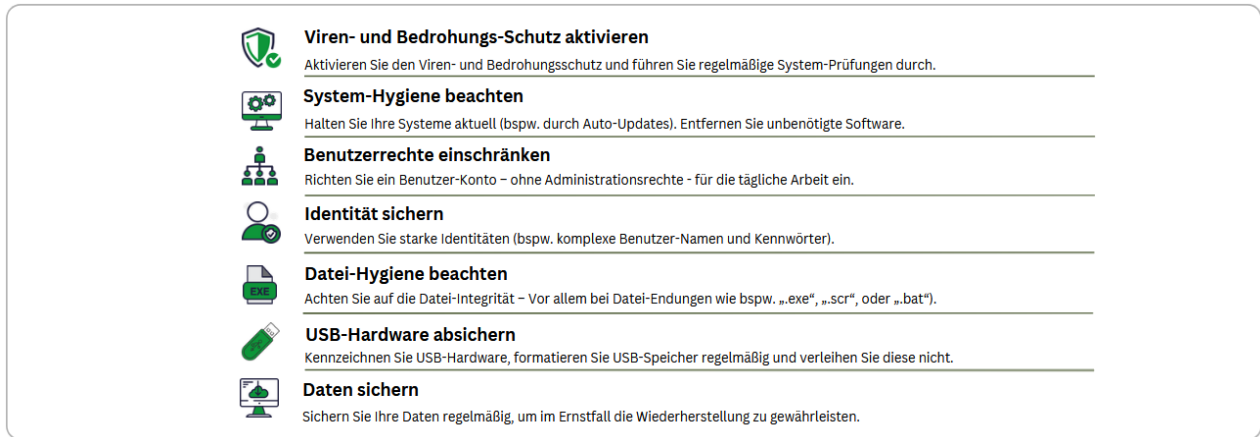 Viren- und Bedrohungs-Schutz aktivieren
Aktivieren Sie den Viren- und Bedrohungsschutz und führen Sie regelmäßige System-Prüfungen durch.
System-Hygiene beachten
Halten Sie Ihre Systeme aktuell (bspw. durch Auto-Updates). Entfernen Sie unbenötigte Software.
Benutzerrechte einschränken
Richten Sie ein Benutzer-Konto – ohne Administrationsrechte - für die tägliche Arbeit ein.
Identität sichern
Verwenden Sie starke Identitäten (bspw. komplexe Benutzer-Namen und Kennwörter).
Datei-Hygiene beachten
EXE
Achten Sie auf die Datei-Integrität – Vor allem bei Datei-Endungen wie bspw. „.exe“, „.scr“, oder „.bat“).
USB-Hardware absichern
Kennzeichnen Sie USB-Hardware, formatieren Sie USB-Speicher regelmäßig und verleihen Sie diese nicht.
Daten sichern
Sichern Sie Ihre Daten regelmäßig, um im Ernstfall die Wiederherstellung zu gewährleisten.